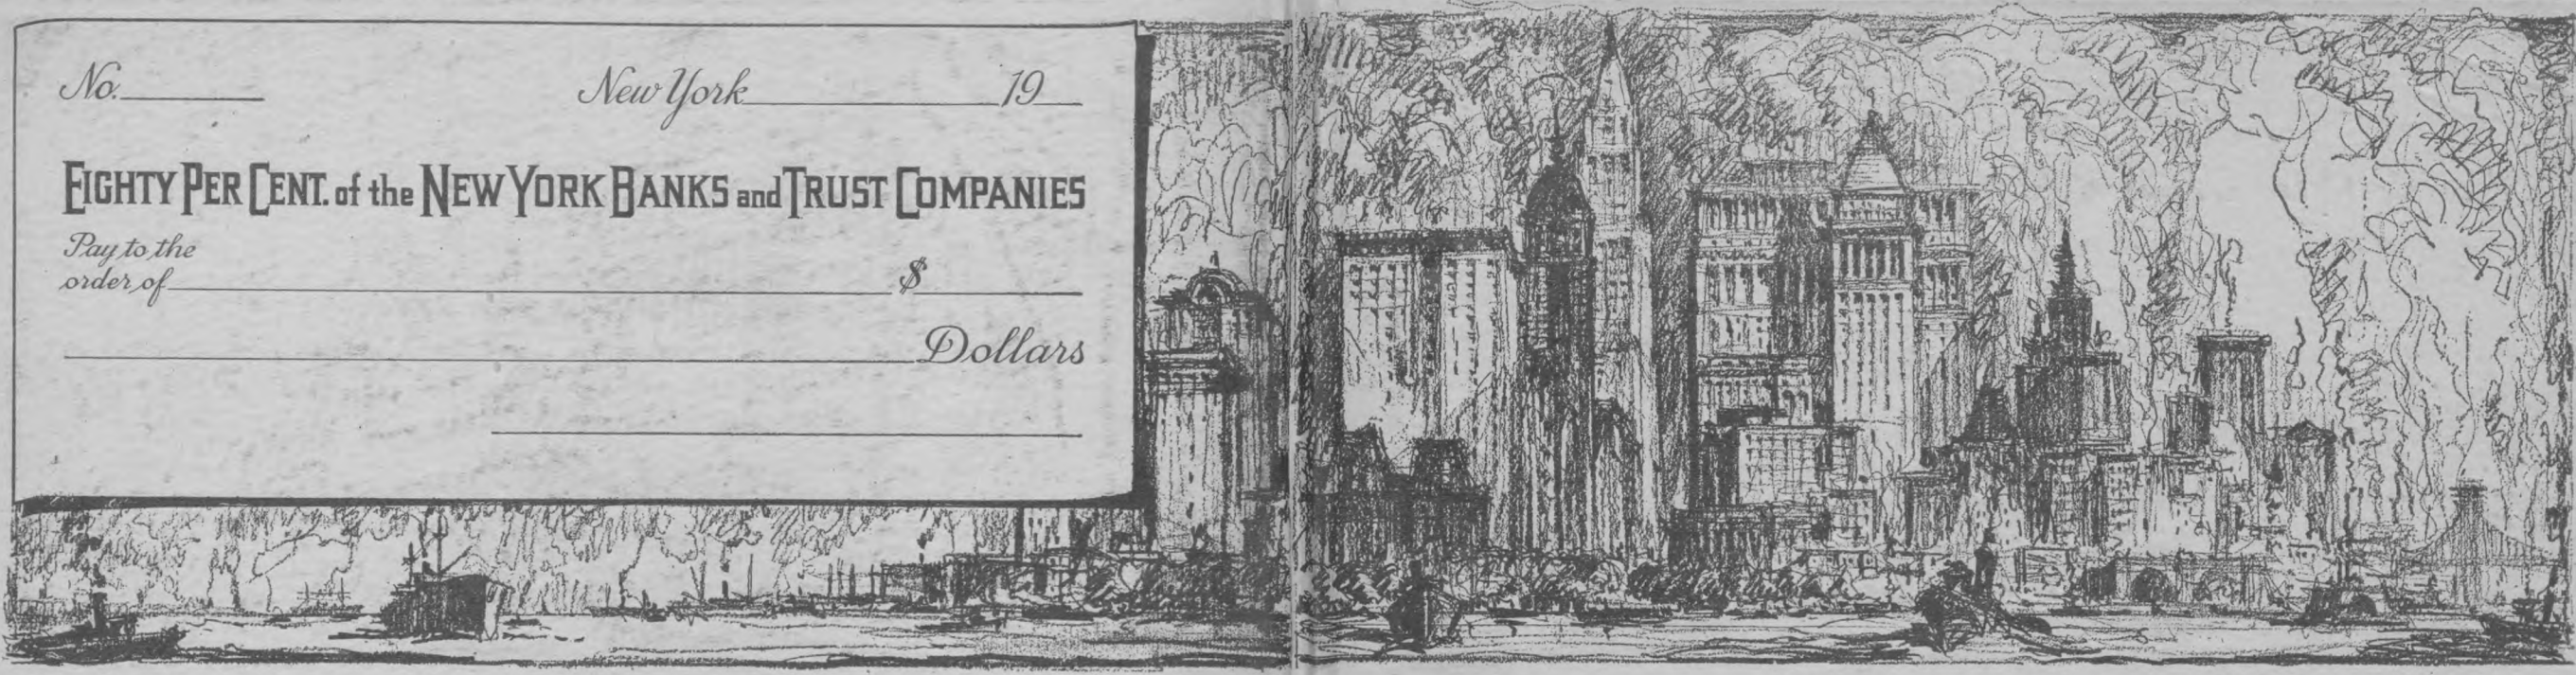 No. New York 19
EIGHTY PER CENT. of the NEW YORK BANKS and TRUST COMPANIES
Pay to the
order of $
Dollars